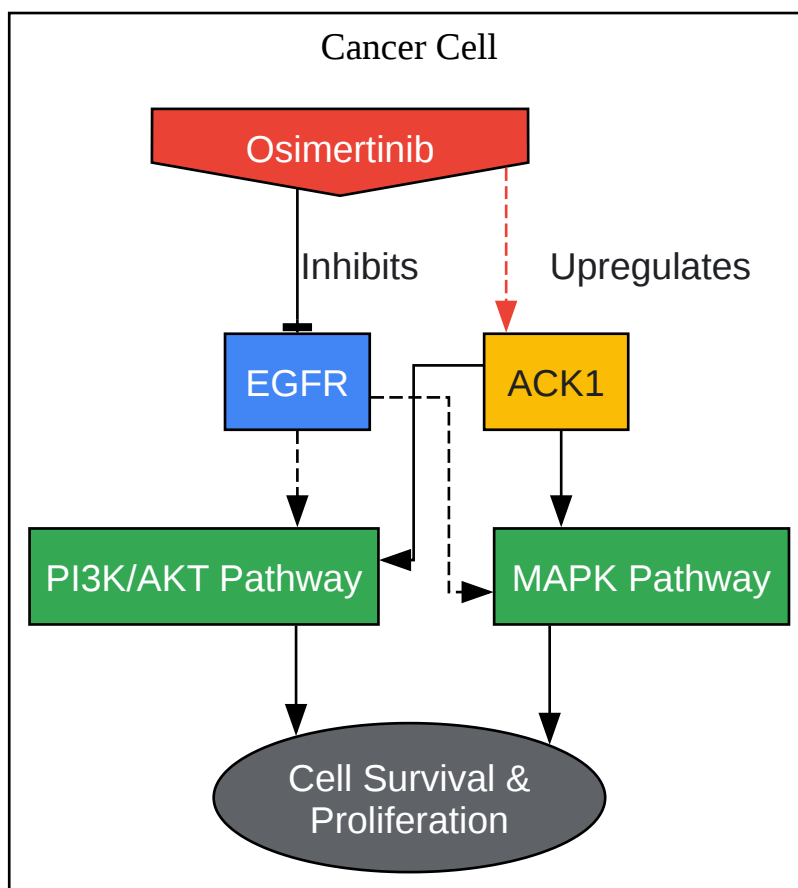 Cancer Cell
Osimertinib
Inhibits
Upregulates
EGFR
ACK1
PI3K/AKT Pathway
MAPK Pathway
Cell Survival &
Proliferation